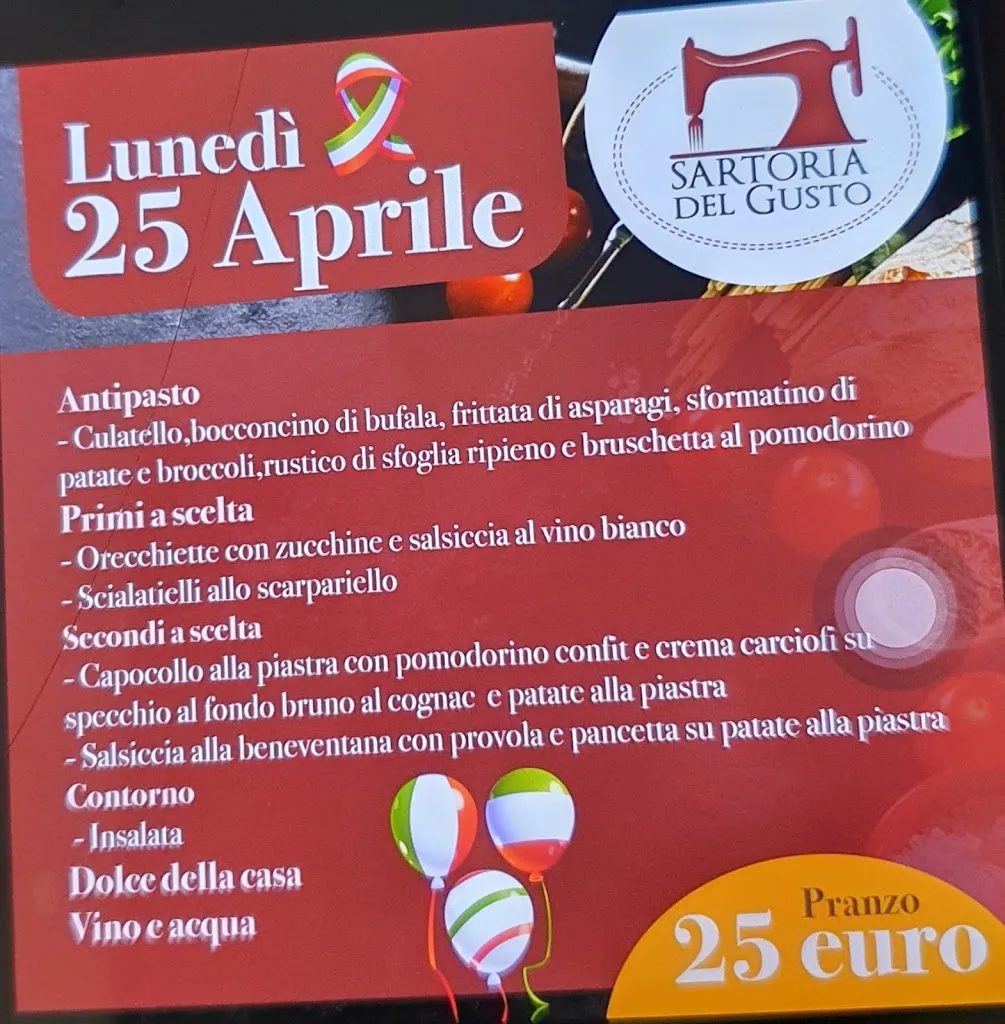 Lunedì
25 Aprile
SARTORIA
DEL GUSTO
Antipasto
- Culatello,bocconcino di bufala, frittata di asparagi, sformatino di
patate e broccoli,rustico di sfoglia ripieno e bruschetta al pomodorino
Primi a scelta
- Orecchiette con zucchine e salsiccia al vino bianco
- Scialatielli allo scarpariello
Secondi a scelta
- Capocollo alla piastra con pomodorino confit e crema carciofi su
specchio al fondo bruno al cognac e patate alla piastra
- Salsiccia alla beneventana con provola e pancetta su patate alla piastra
Contorno
- Insalata
Dolce della casa
Vino e acqua
Pranzo
25 euro